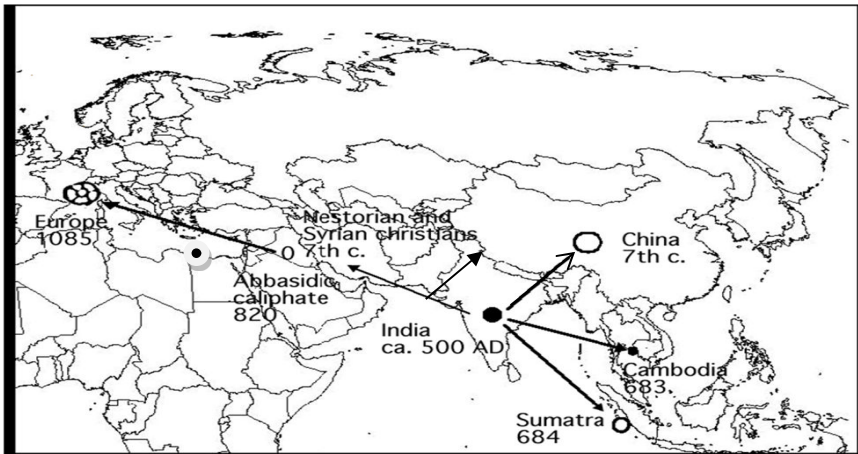 Europe
1085
Nestorian and
Syrian christians
7th c.
0
Abbasidic
caliphate
820
India
ca. 500 AD
China
7th c.
Cambodia
683
Sumatra
684